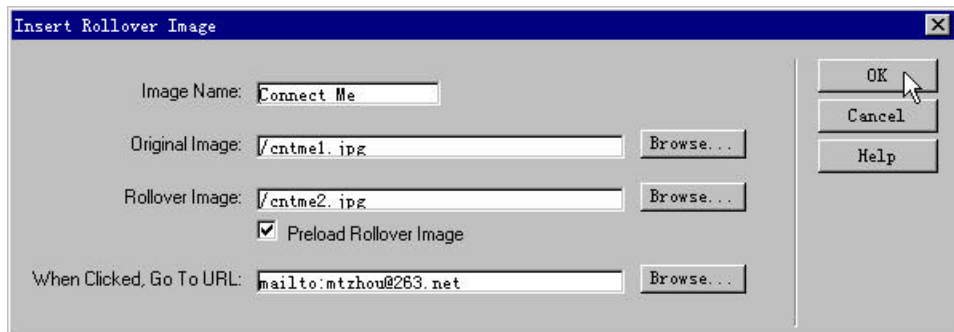 Insert Rollover Image
Image Name: Connect Me
Original Image: /cntme1.jpg Browse...
Rollover Image: /cntme2.jpg Browse...
Preload Rollover Image
When Clicked, Go To URL: mailto:mtzhou@263.net Browse...
OK
Cancel
Help